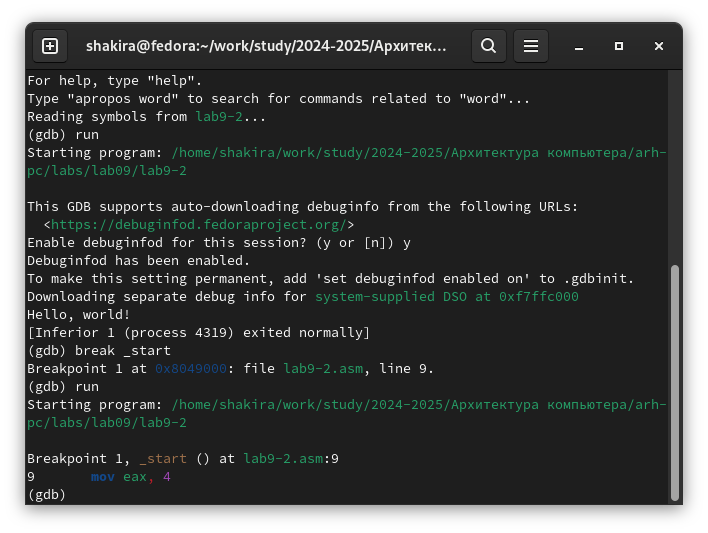 shakira@fedora:~/work/study/2024-2025/Архитек...
For help, type "help".
Type "apropos word" to search for commands related to "word"...
Reading symbols from lab9-2...
(gdb) run
Starting program: /home/shakira/work/study/2024-2025/Архитектура компьютера/arh-
pc/labs/lab09/lab9-2
This GDB supports auto-downloading debuginfo from the following URLs:
<https://debuginfod.fedoraproject.org/>
Enable debuginfod for this session? (y or [n]) y
Debuginfod has been enabled.
To make this setting permanent, add 'set debuginfod enabled on' to .gdbinit.
Downloading separate debug info for system-supplied DSO at 0xf7ffc000
Hello, world!
[Inferior 1 (process 4319) exited normally]
(gdb) break _start
Breakpoint 1 at 0x8049000: file lab9-2.asm, line 9.
(gdb) run
Starting program: /home/shakira/work/study/2024-2025/Архитектура компьютера/arh-
pc/labs/lab09/lab9-2
Breakpoint 1, _start () at lab9-2.asm:9
9 mov eax, 4
(gdb)